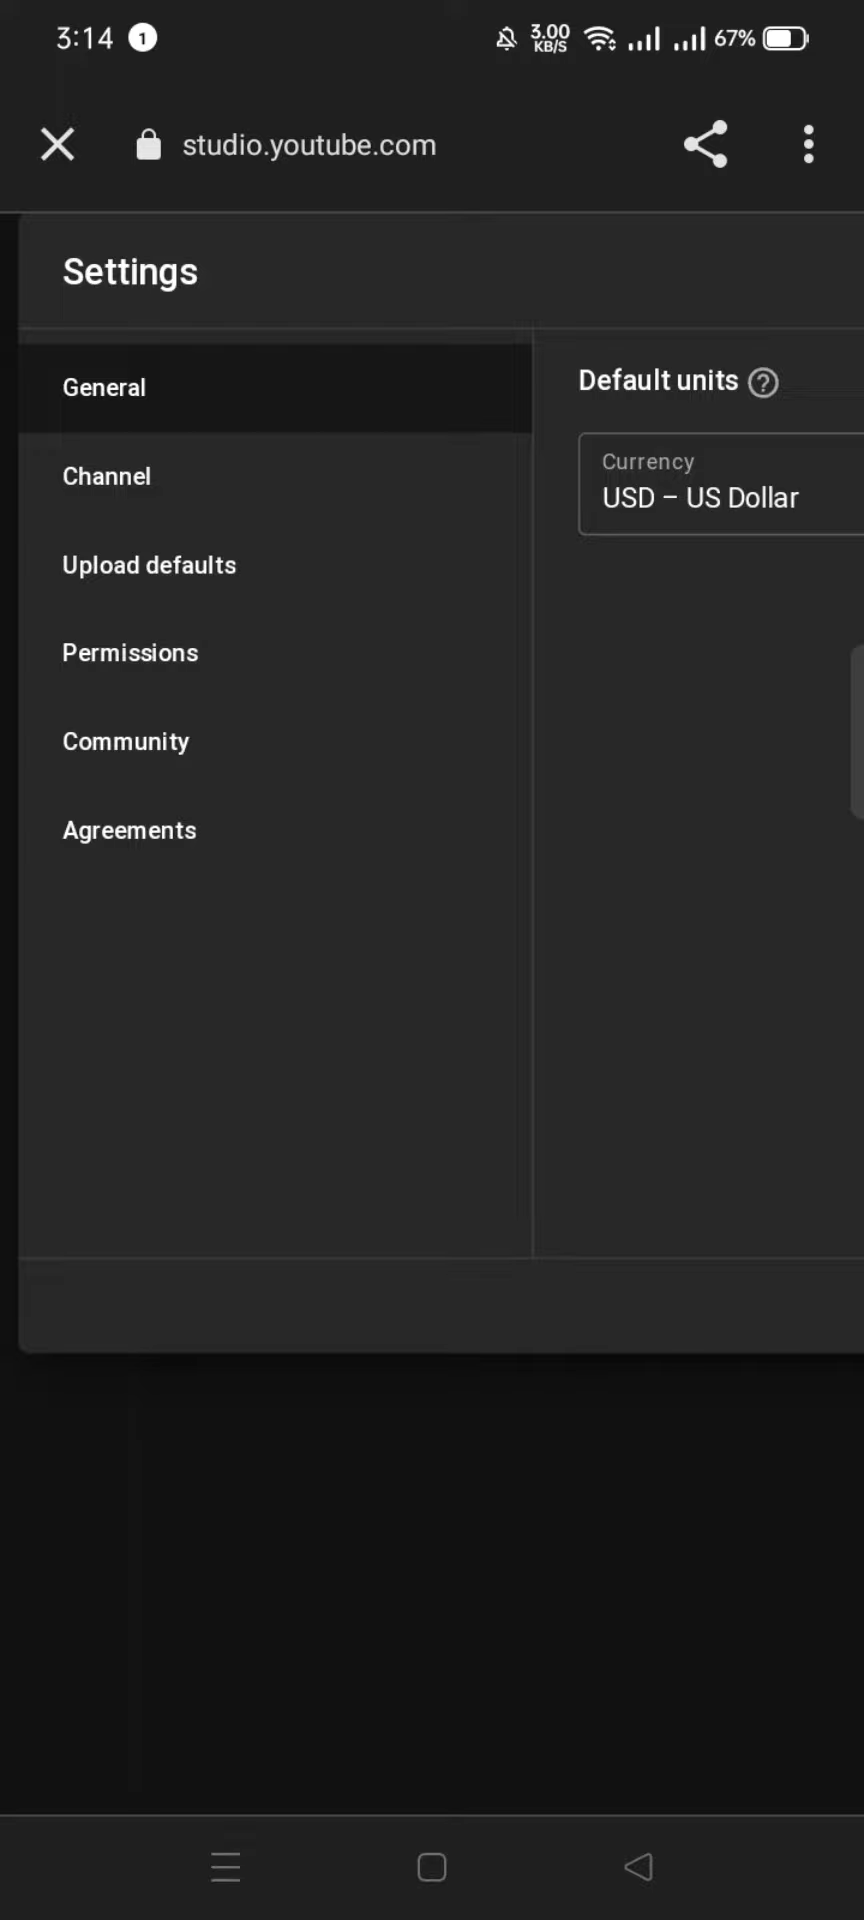 3:14 1 3.00 KB/S 67%
studio.youtube.com
Settings
General
Channel
Upload defaults
Permissions
Community
Agreements
Default units ?
Currency
USD – US Dollar